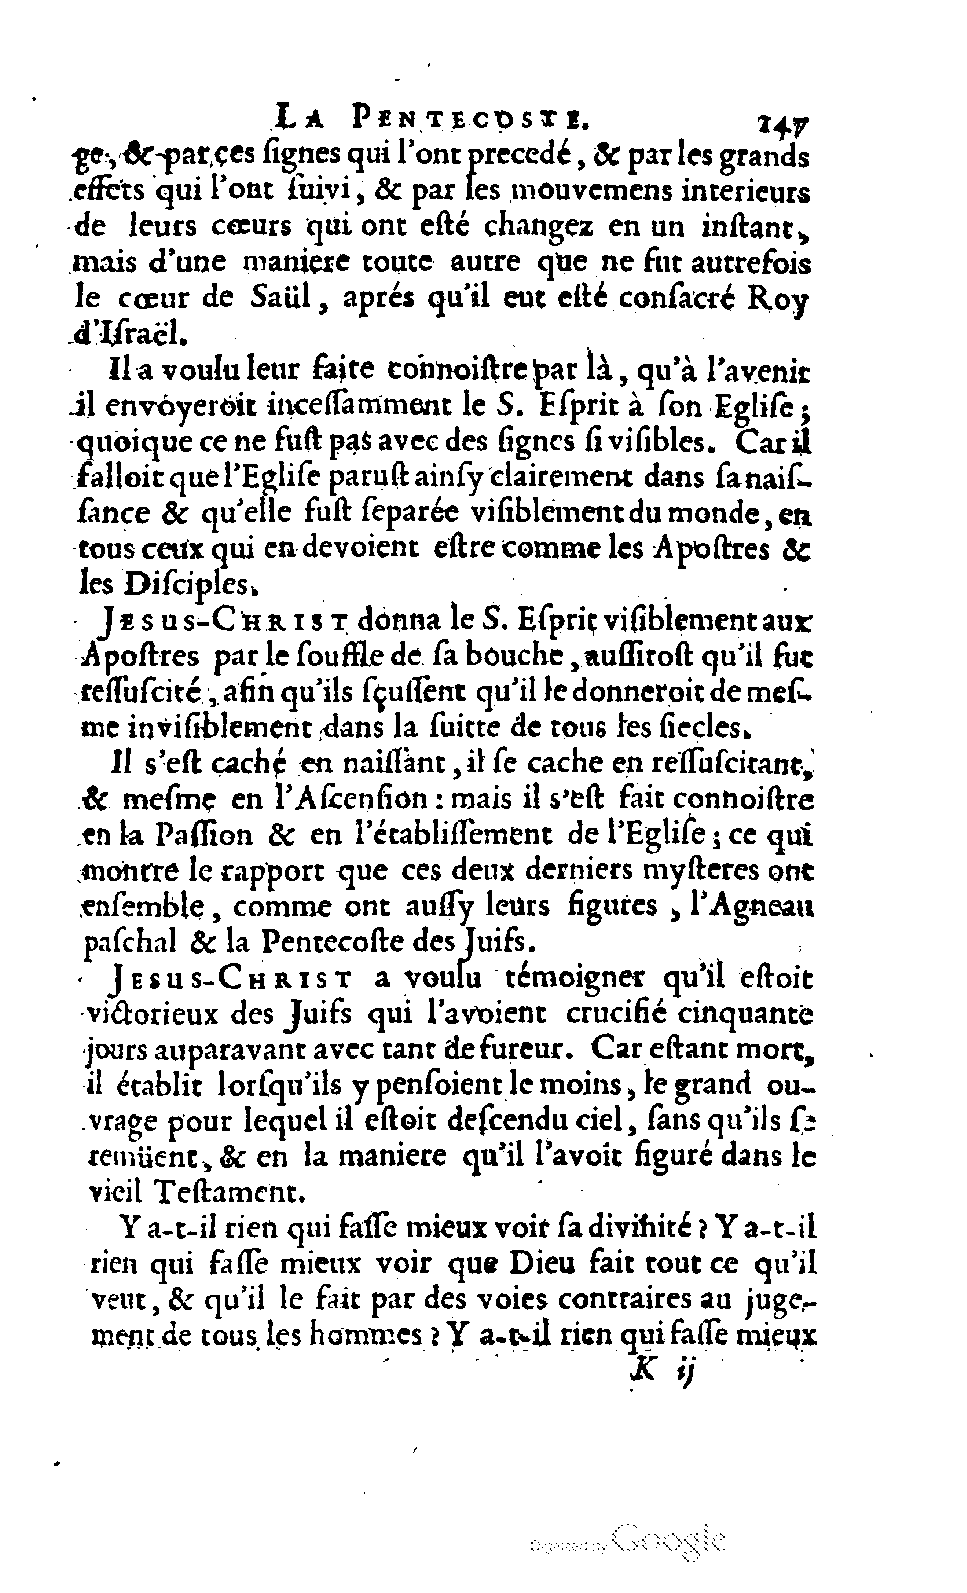 LA PENTECOSTE. 147
ge, & par ces ſignes qui l'ont precedé, & par les grands
effets qui l'ont ſuivi, & par les mouvemens interieurs
de leurs cœurs qui ont eſté changez en un inſtant,
mais d'une maniere toute autre que ne fut autrefois
le cœur de Saül, aprés qu'il eut eſté conſacré Roy
d'Iſraël.
Il a voulu leur faite connoiſtre par là, qu'à l'avenir
il envoyeroit inceſſamment le S. Eſprit à ſon Egliſe;
quoique ce ne fuſt pas avec des ſignes ſi viſibles. Car il
falloit que l'Egliſe paruſt ainſy clairement dans ſa naiſ-
ſance & qu'elle fuſt ſeparée viſiblement du monde, en
tous ceux qui en devoient eſtre comme les Apoſtres &
les Diſciples.
JESUS-CHRIST donna le S. Eſprit viſiblement aux
Apoſtres par le ſouffle de ſa bouche, auſſitoſt qu'il fut
reſſuſcité, afin qu'ils ſçuſſent qu'il le donneroit de meſ-
me inviſiblement dans la ſuitte de tous les ſiecles.
Il s'eſt caché en naiſſant, il ſe cache en reſſuſcitant,
& meſme en l'Aſcenſion: mais il s'eſt fait connoiſtre
en la Paſſion & en l'établiſſement de l'Egliſe; ce qui
montre le rapport que ces deux derniers myſteres ont
enſemble, comme ont auſſy leurs figures, l'Agneau
paſchal & la Pentecoſte des Juifs.
JESUS-CHRIST a voulu témoigner qu'il eſtoit
victorieux des Juifs qui l'avoient crucifié cinquante
jours auparavant avec tant de fureur. Car eſtant mort,
il établit lorſqu'ils y penſoient le moins, le grand ou-
vrage pour lequel il eſtoit deſcendu ciel, ſans qu'ils ſe
remüent, & en la maniere qu'il l'avoit figuré dans le
vieil Teſtament.
Y a-t-il rien qui faſſe mieux voir ſa divinité? Y a-t-il
rien qui faſſe mieux voir que Dieu fait tout ce qu'il
veut, & qu'il le fait par des voies contraires au juge-
ment de tous les hommes? Y a-t-il rien qui faſſe mieux
K ij
Digitized by Google